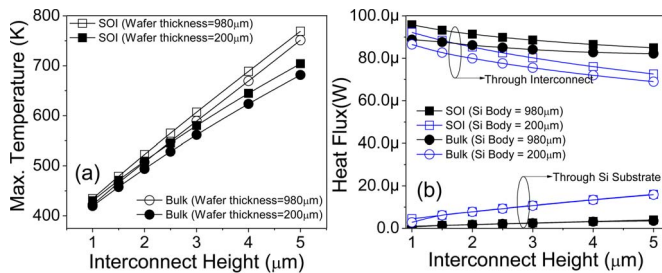 Max. Temperature (K)
800
700
600
500
400
SOI (Wafer thickness=980μm)
SOI (Wafer thickness=200μm)
(a)
Bulk (Wafer thickness=980μm)
Bulk (Wafer thickness=200μm)
1 2 3 4 5
Interconnect Height (μm)
Heat Flux(W)
100.0μ
80.0μ
60.0μ
40.0μ
20.0μ
0.0
Through Interconnect
SOI (Si Body = 980μm)
SOI (Si Body = 200μm)
Bulk (Si Body = 980μm)
Bulk (Si Body = 200μm)
Through Si Substrate
(b)
1 2 3 4 5
Interconnect Height (μm)